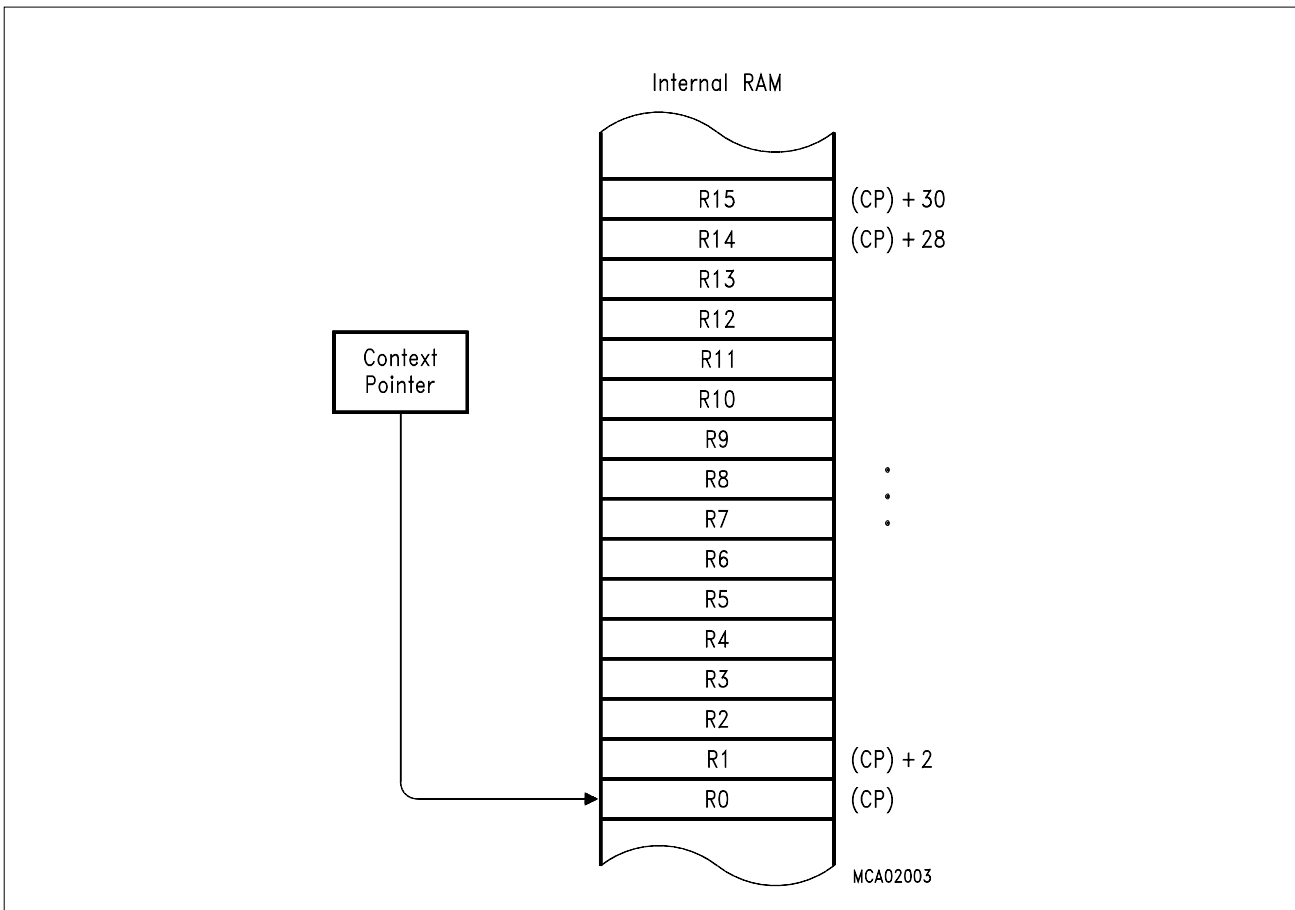 Internal RAM
R15 (CP) + 30
R14 (CP) + 28
R13
R12
Context
Pointer
R11
R10
R9
R8
R7
R6
R5
R4
R3
R2
R1 (CP) + 2
R0 (CP)
MCA02003